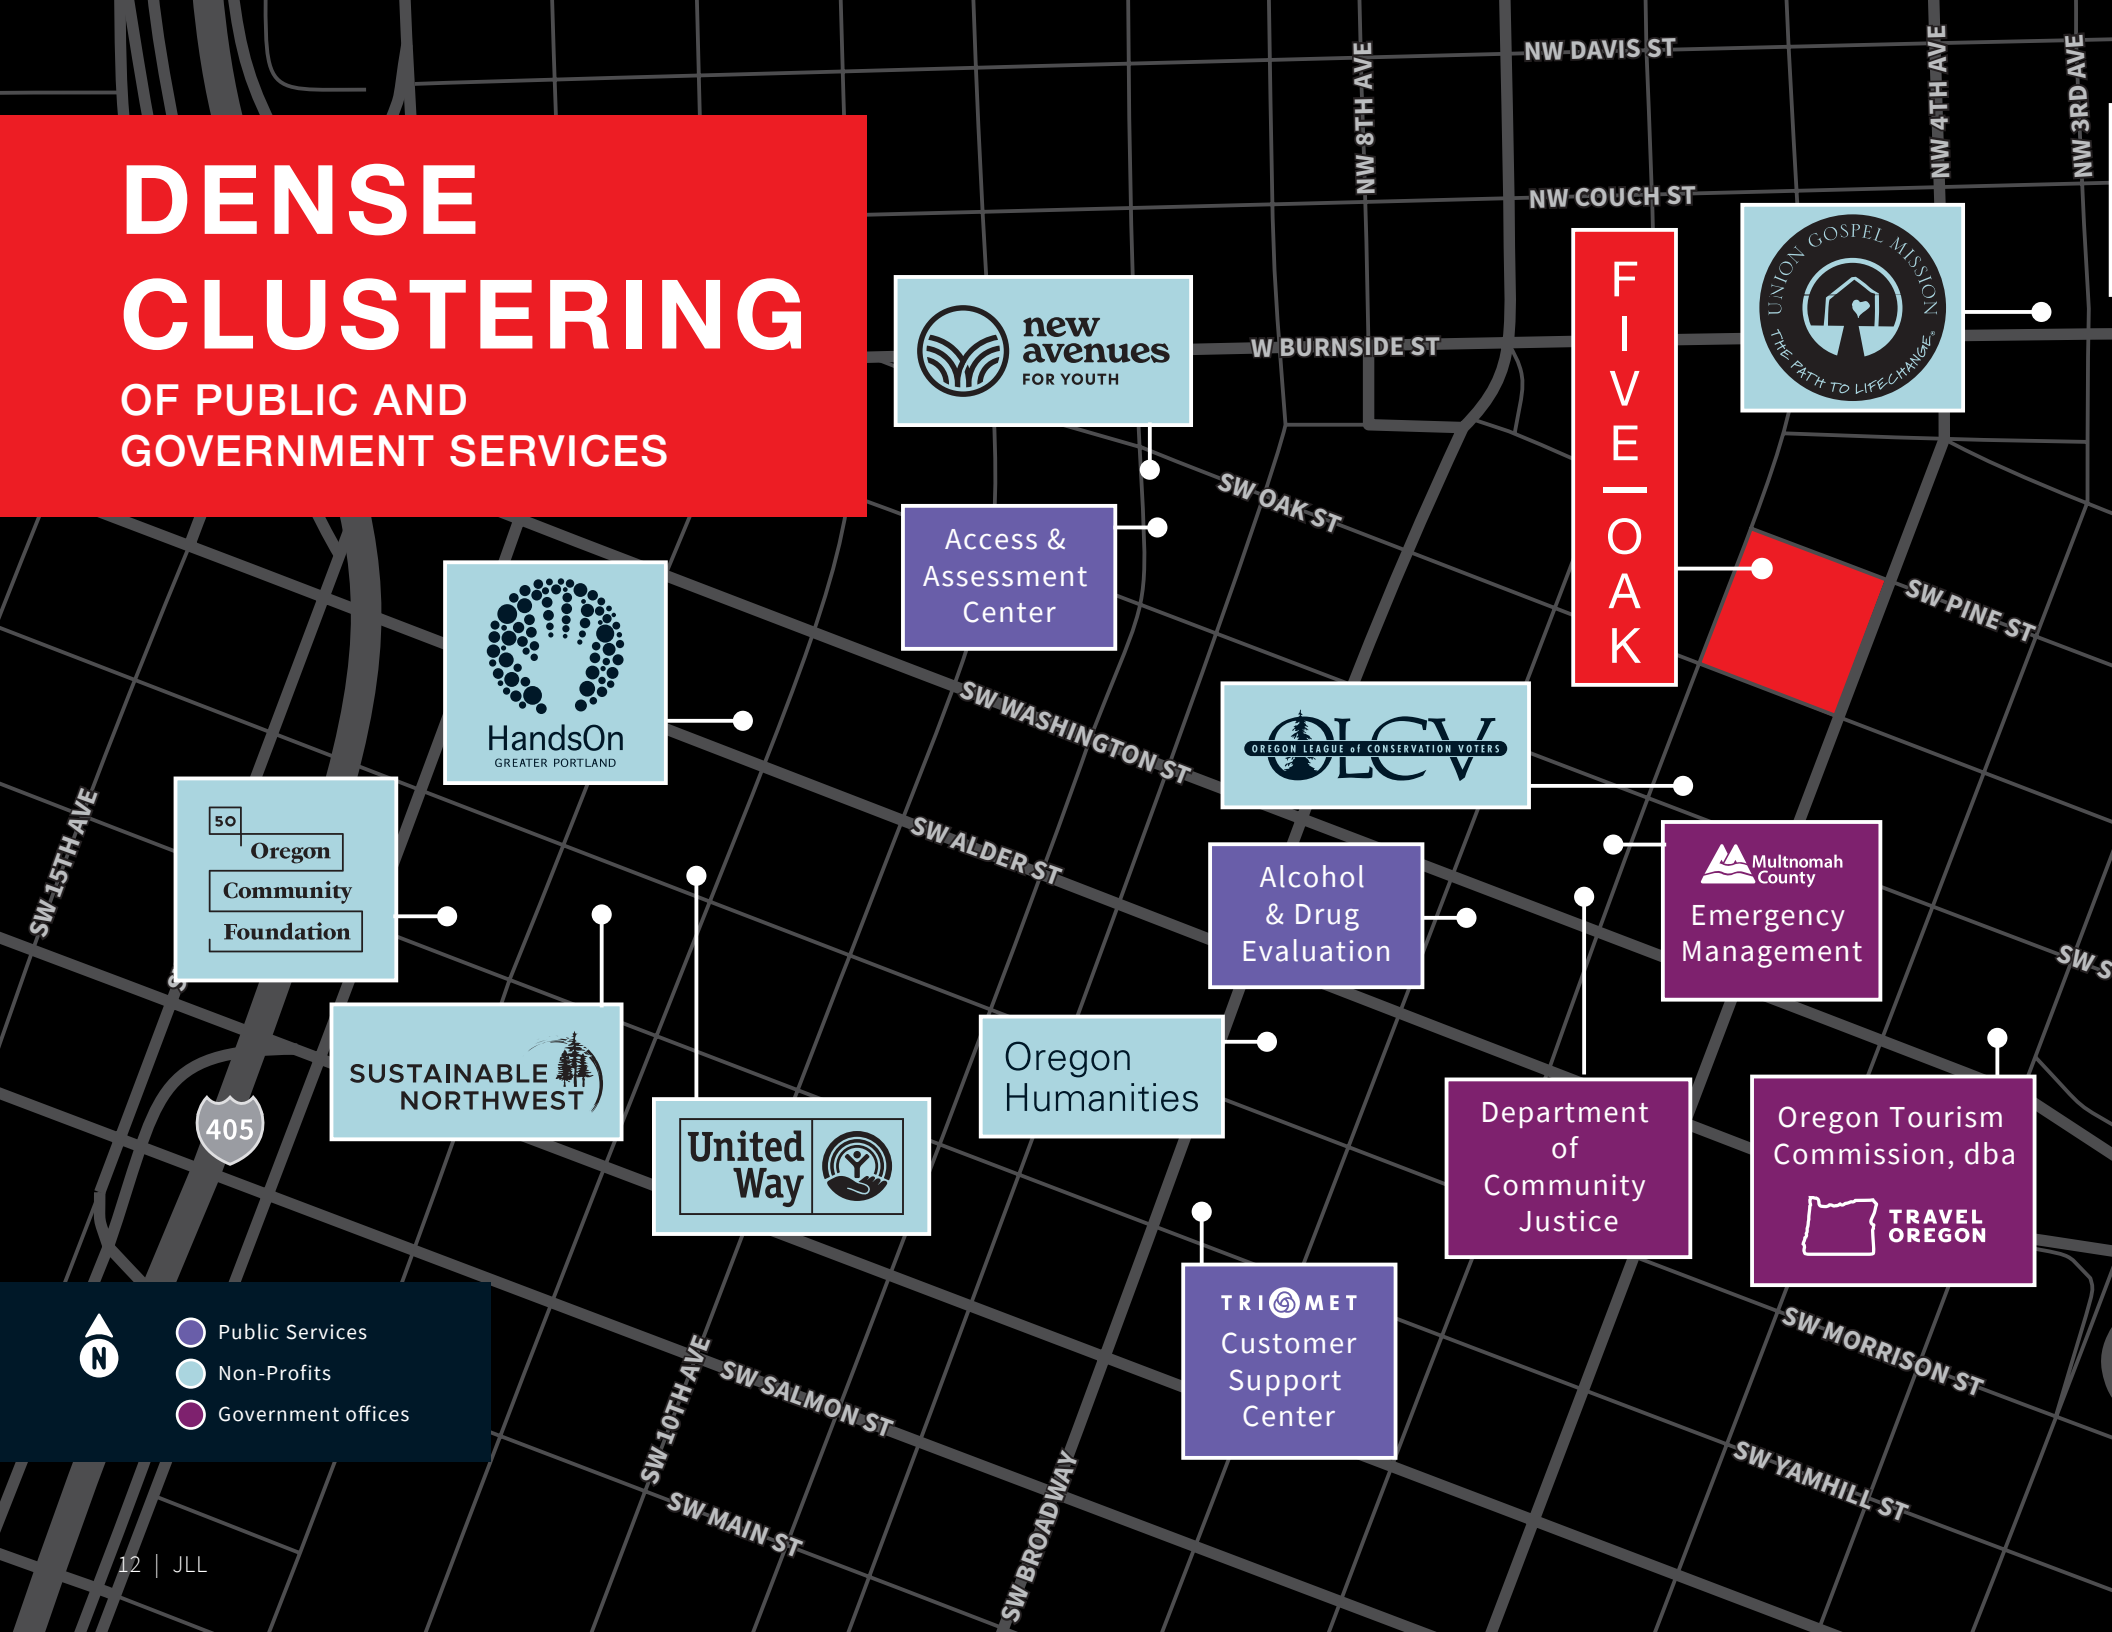 DENSE
CLUSTERING
OF PUBLIC AND
GOVERNMENT SERVICES
NW DAVIS ST
NW 8TH AVE
NW 4TH AVE
NW 3RD AVE
NW COUCH ST
UNION GOSPEL MISSION
THE PATH TO LIFECHANGE.®
FIVE
OAK
new
avenues
FOR YOUTH
W BURNSIDE ST
SW OAK ST
Access &
Assessment
Center
SW PINE ST
HandsOn
GREATER PORTLAND
SW WASHINGTON ST
OLCV
OREGON LEAGUE of CONSERVATION VOTERS
SW ALDER ST
SW 15TH AVE
50
Oregon
Community
Foundation
Alcohol
& Drug
Evaluation
Multnomah
County
Emergency
Management
SW S
SUSTAINABLE
NORTHWEST
405
United
Way
Oregon
Humanities
Department
of
Community
Justice
Oregon Tourism
Commission, dba
TRAVEL
OREGON
TRI MET
Customer
Support
Center
SW MORRISON ST
SW YAMHILL ST
N
Public Services
Non-Profits
Government offices
SW 10TH AVE
SW SALMON ST
SW MAIN ST
SW BROADWAY
12 | JLL